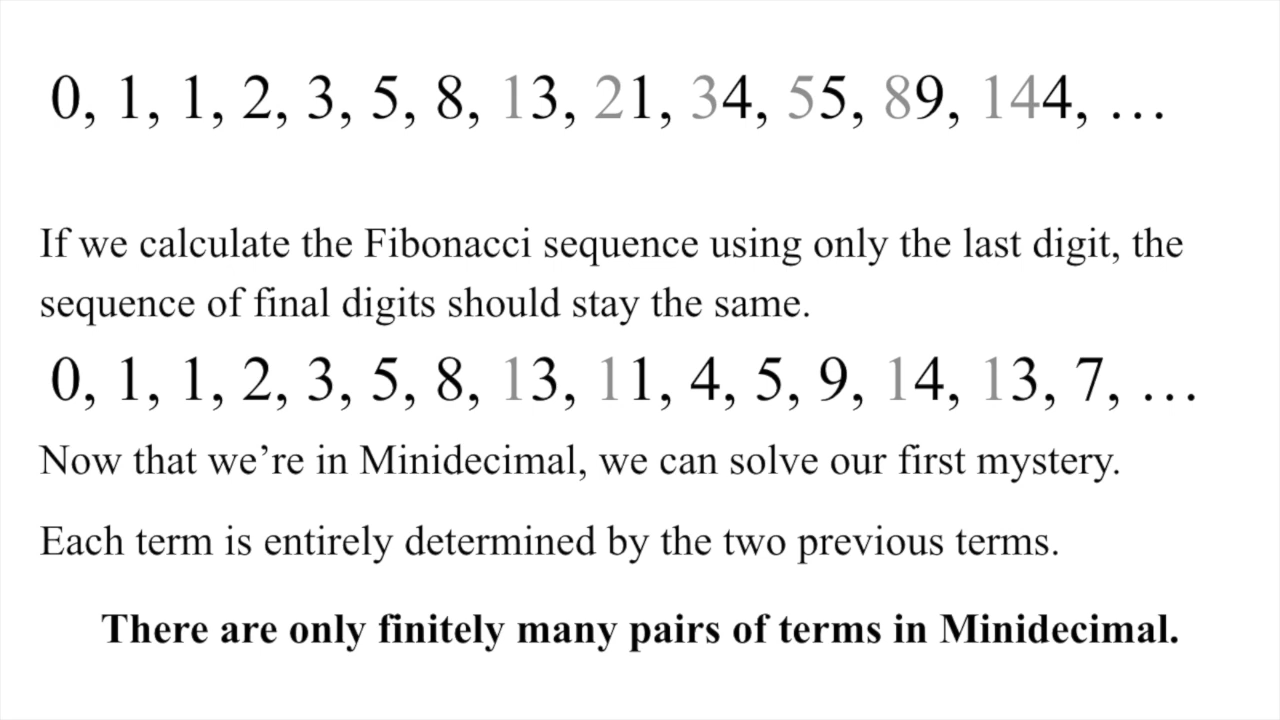 0, 1, 1, 2, 3, 5, 8, 13, 21, 34, 55, 89, 144, …
If we calculate the Fibonacci sequence using only the last digit, the
sequence of final digits should stay the same.
0, 1, 1, 2, 3, 5, 8, 13, 11, 4, 5, 9, 14, 13, 7, …
Now that we’re in Minidecimal, we can solve our first mystery.
Each term is entirely determined by the two previous terms.
There are only finitely many pairs of terms in Minidecimal.